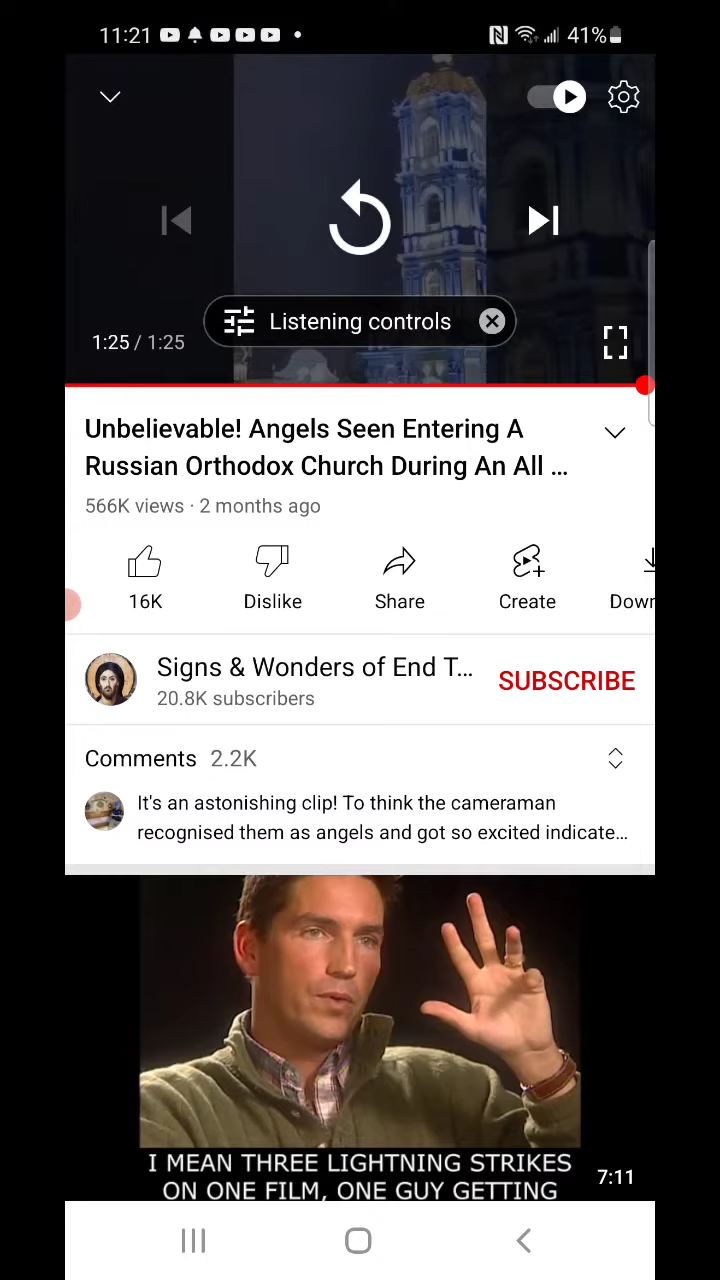 11:21
41%
Listening controls
1:25 / 1:25
Unbelievable! Angels Seen Entering A
Russian Orthodox Church During An All ...
566K views · 2 months ago
16K
Dislike
Share
Create
Down
Signs & Wonders of End T...
20.8K subscribers
SUBSCRIBE
Comments 2.2K
It's an astonishing clip! To think the cameraman
recognised them as angels and got so excited indicate...
I MEAN THREE LIGHTNING STRIKES
ON ONE FILM, ONE GUY GETTING
7:11